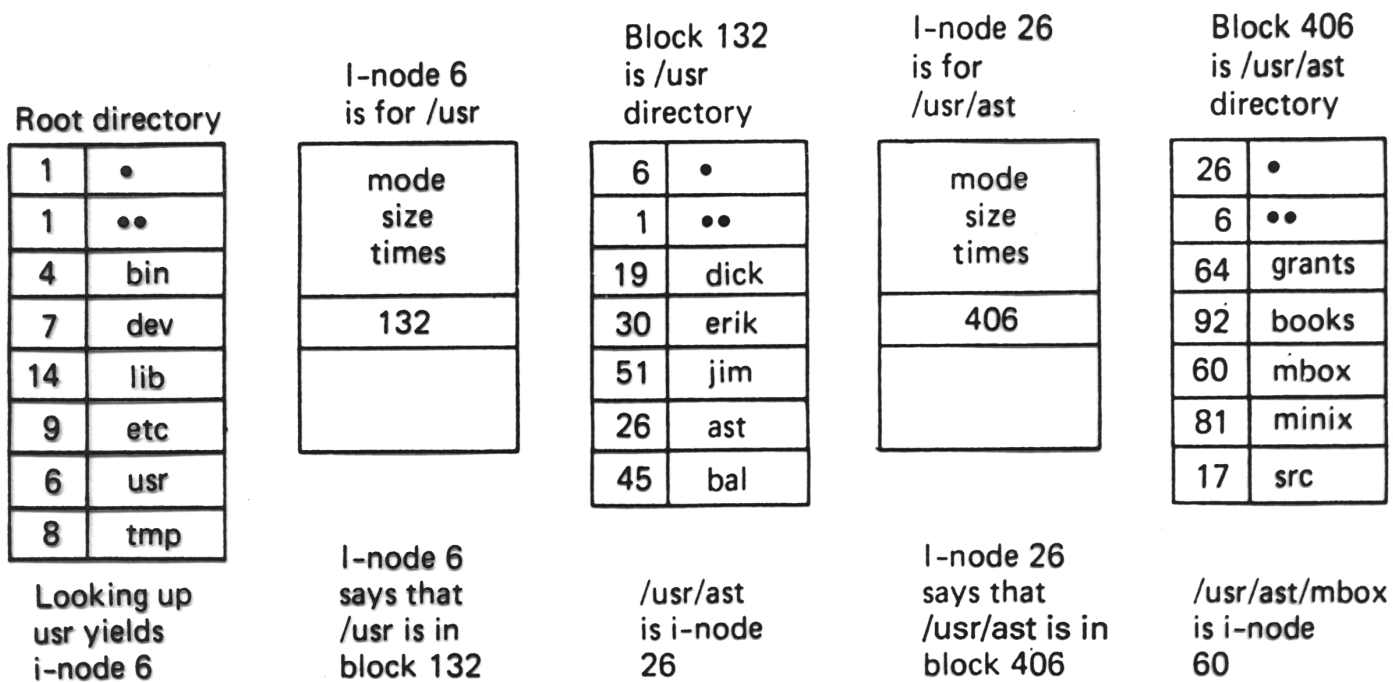 Root directory
1 •
1 ••
4 bin
7 dev
14 lib
9 etc
6 usr
8 tmp
Looking up
usr yields
i-node 6
I-node 6
is for /usr
mode
size
times
132
I-node 6
says that
/usr is in
block 132
Block 132
is /usr
directory
6 •
1 ••
19 dick
30 erik
51 jim
26 ast
45 bal
/usr/ast
is i-node
26
I-node 26
is for
/usr/ast
mode
size
times
406
I-node 26
says that
/usr/ast is in
block 406
Block 406
is /usr/ast
directory
26 •
6 ••
64 grants
92 books
60 mbox
81 minix
17 src
/usr/ast/mbox
is i-node
60